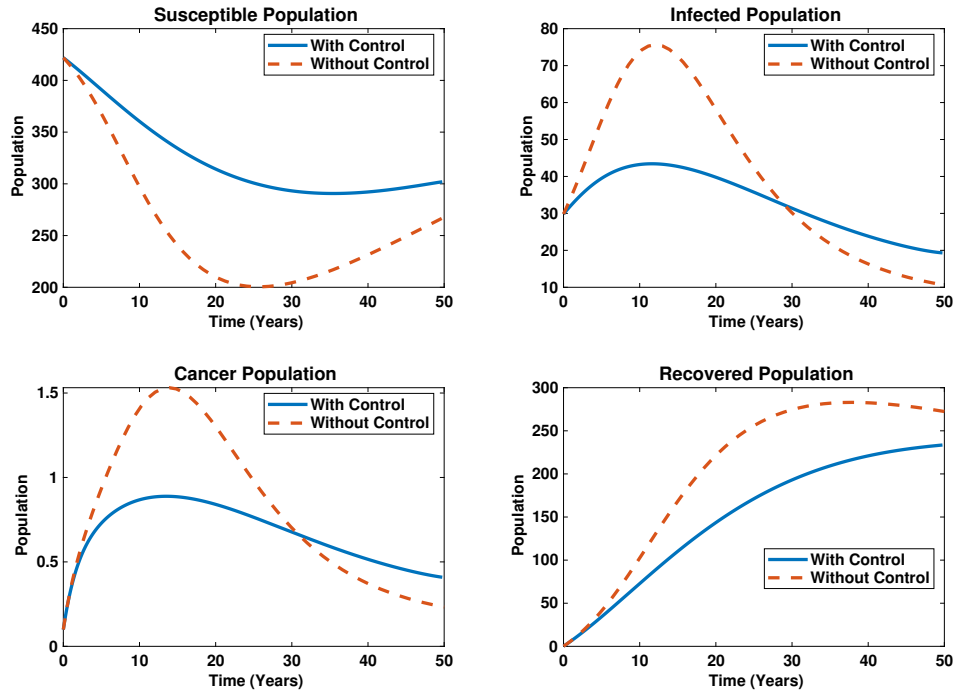 Susceptible Population
450
400
350
300
250
200
Population
With Control
Without Control
0
10
20
30
40
50
Time (Years)
Infected Population
80
70
60
50
40
30
20
10
Population
With Control
Without Control
0
10
20
30
40
50
Time (Years)
Cancer Population
1.5
1
0.5
0
Population
With Control
Without Control
0
10
20
30
40
50
Time (Years)
Recovered Population
300
250
200
150
100
50
0
Population
With Control
Without Control
0
10
20
30
40
50
Time (Years)